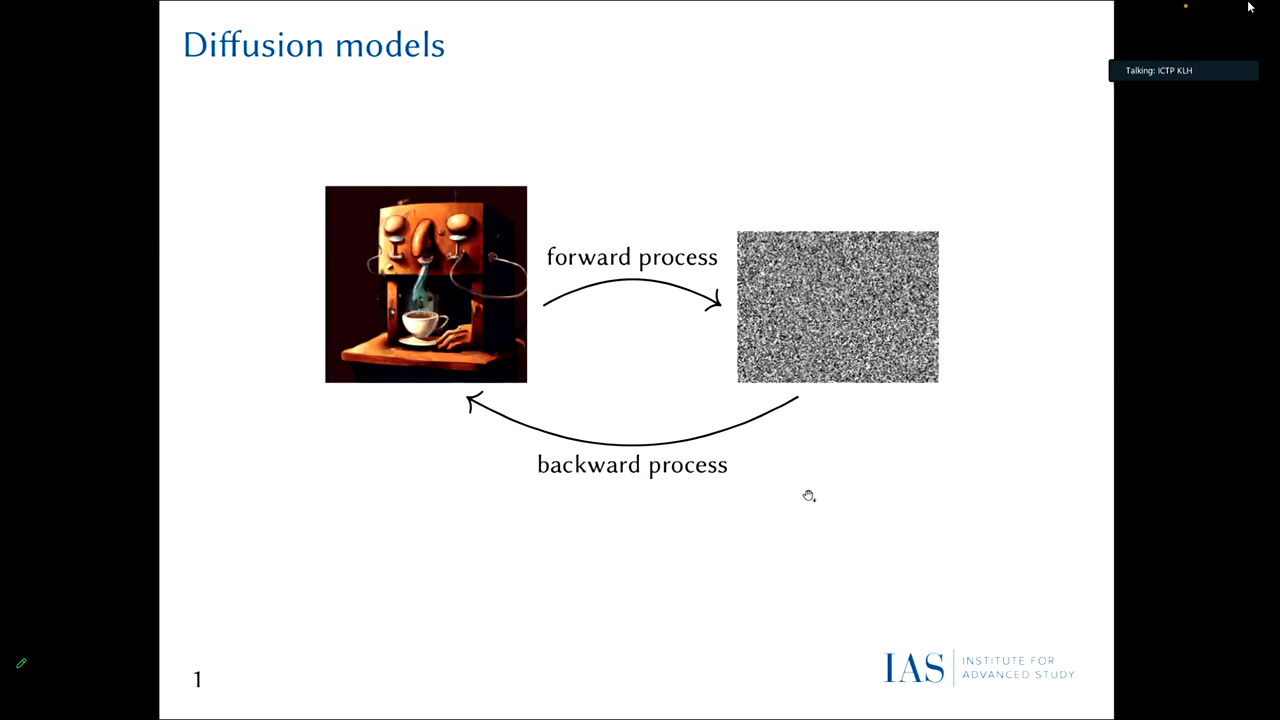 Diffusion models
Talking: ICTP KLH
forward process
backward process
1
IAS
INSTITUTE FOR
ADVANCED STUDY